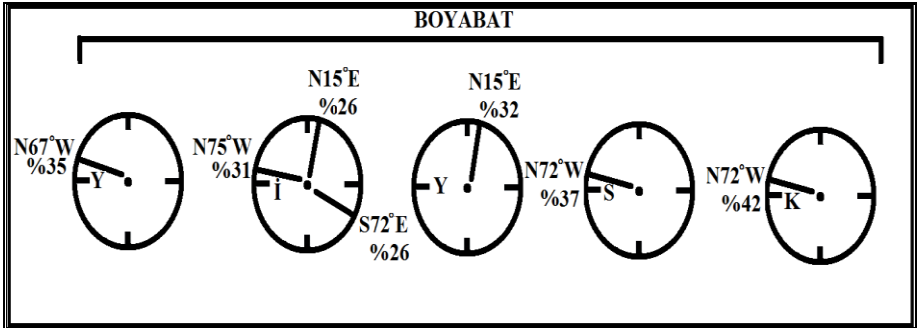 BOYABAT
N67°W
%35
Y
N15°E
%26
N75°W
%31
İ
S72°E
%26
N15°E
%32
Y
N72°W
%37
S
N72°W
%42
K